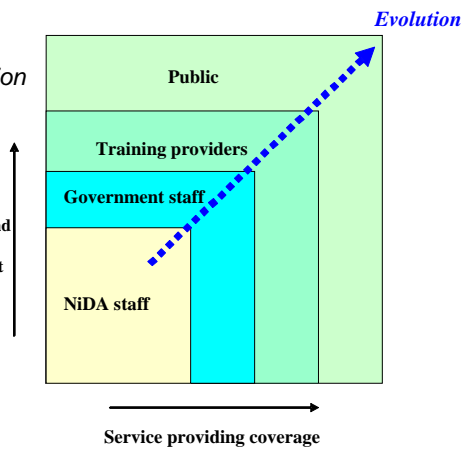 Evolution
Public
Training providers
Government staff
NiDA staff
Service providing coverage